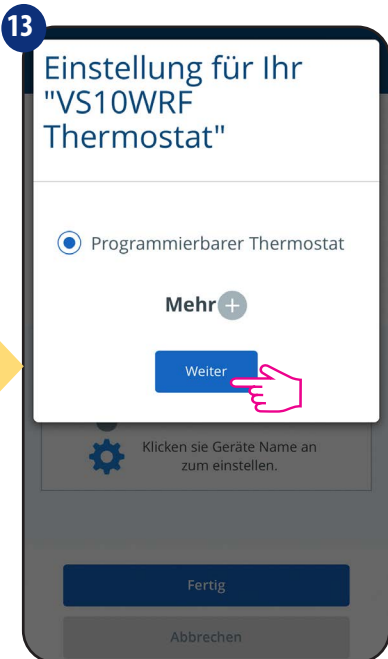 13
Einstellung für Ihr
"VS10WRF
Thermostat"
Programmierbarer Thermostat
Mehr +
Weiter
Klicken sie Geräte Name an
zum einstellen.
Fertig
Abbrechen